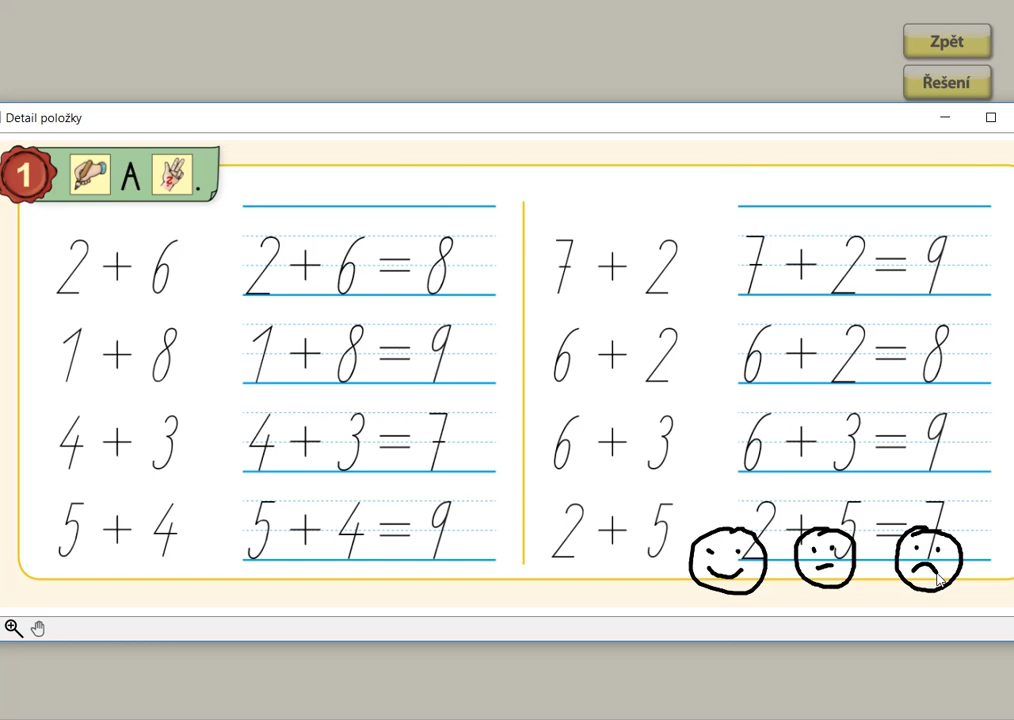 Zpět
Řešení
Detail položky
1 A 2.
2 + 6 2 + 6 = 8
1 + 8 1 + 8 = 9
4 + 3 4 + 3 = 7
5 + 4 5 + 4 = 9
7 + 2 7 + 2 = 9
6 + 2 6 + 2 = 8
6 + 3 6 + 3 = 9
2 + 5 2 + 5 = 7